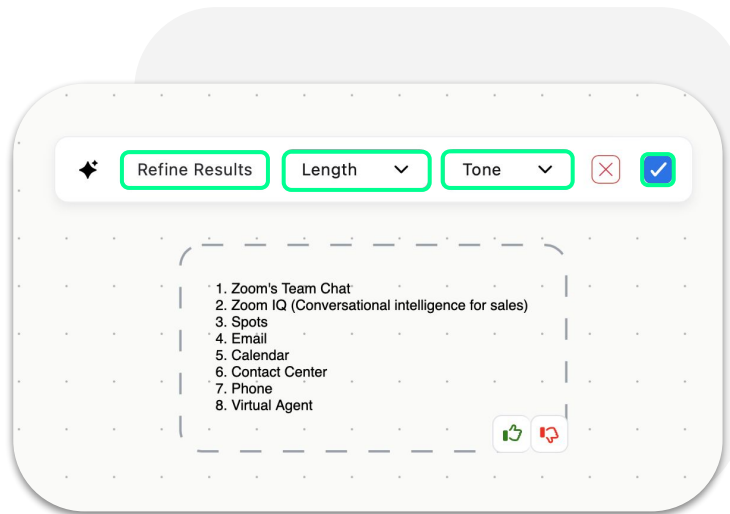 Refine Results
Length
Tone
1. Zoom's Team Chat
2. Zoom IQ (Conversational intelligence for sales)
3. Spots
4. Email
5. Calendar
6. Contact Center
7. Phone
8. Virtual Agent